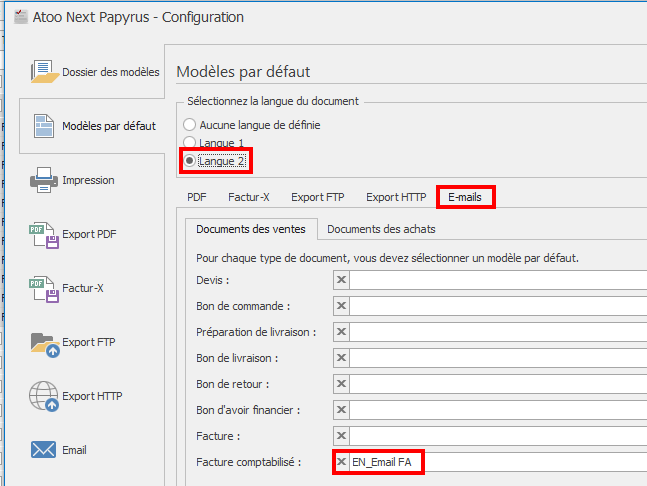 Atoo Next Papyrus - Configuration
Dossier des modèles
Modèles par défaut
Impression
Export PDF
Factur-X
Export FTP
Export HTTP
Email
Modèles par défaut
Sélectionnez la langue du document
Aucune langue de définie
Langue 1
Langue 2
PDF Factur-X Export FTP Export HTTP E-mails
Documents des ventes Documents des achats
Pour chaque type de document, vous devez sélectionner un modèle par défaut.
Devis :
Bon de commande :
Préparation de livraison :
Bon de livraison :
Bon de retour :
Bon d'avoir financier :
Facture :
Facture comptabilisé : EN_Email FA